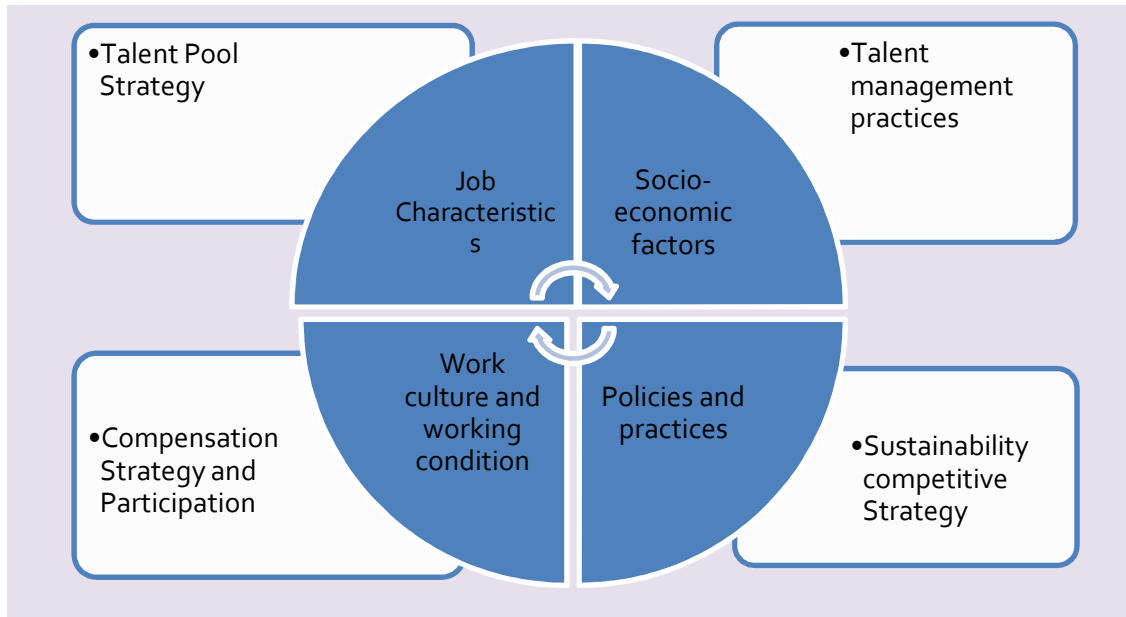 •Talent Pool
Strategy
Job
Characteristic
s
Socio-
economic
factors
•Talent
management
practices
•Compensation
Strategy and
Participation
Work
culture and
working
condition
Policies and
practices
•Sustainability
competitive
Strategy